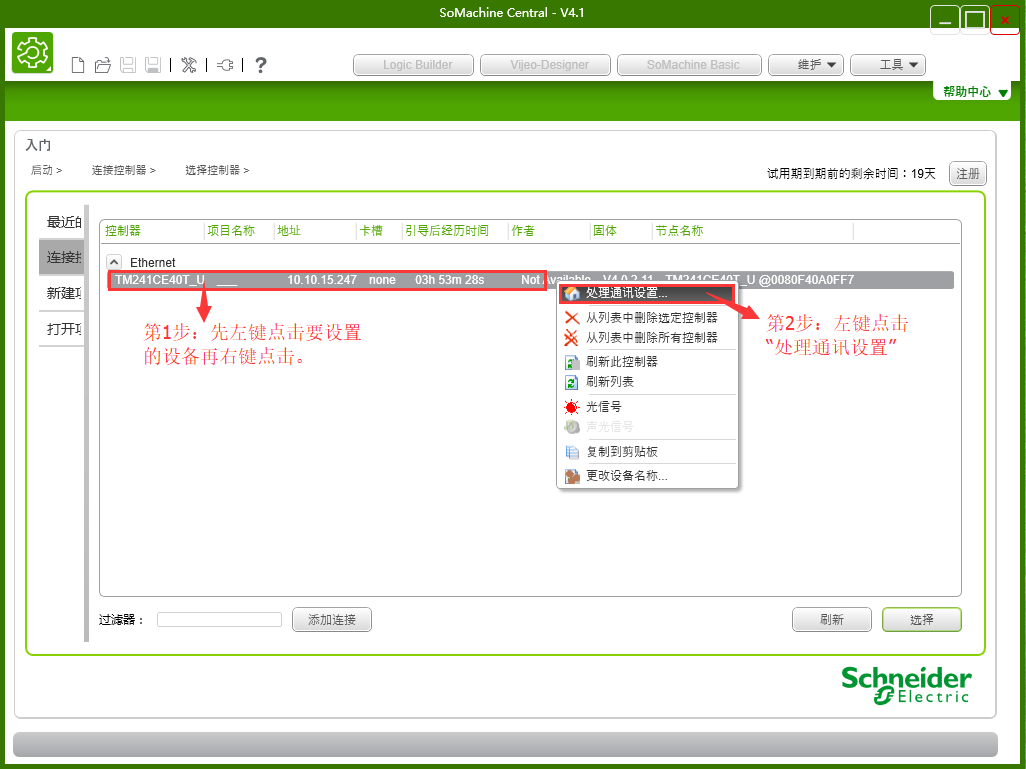 SoMachine Central - V4.1
Logic Builder
Vijeo-Designer
SoMachine Basic
维护
工具
帮助中心
入门
启动 >
连接控制器 >
选择控制器 >
试用期到期前的剩余时间：19天
注册
最近的
连接控
新建项
打开项
控制器
项目名称
地址
卡槽
引导后经历时间
作者
固体
节点名称
Ethernet
TM241CE40T_U
___
10.10.15.247
none
03h 53m 28s
Not Available
V4.0.2.11
TM241CE40T_U @0080F40A0FF7
处理通讯设置...
从列表中删除选定控制器
从列表中删除所有控制器
刷新此控制器
刷新列表
光信号
声光信号
复制到剪贴板
更改设备名称...
第1步：先左键点击要设置
的设备再右键点击。
第2步：左键点击
“处理通讯设置”
过滤器：
添加连接
刷新
选择
Schneider
Electric